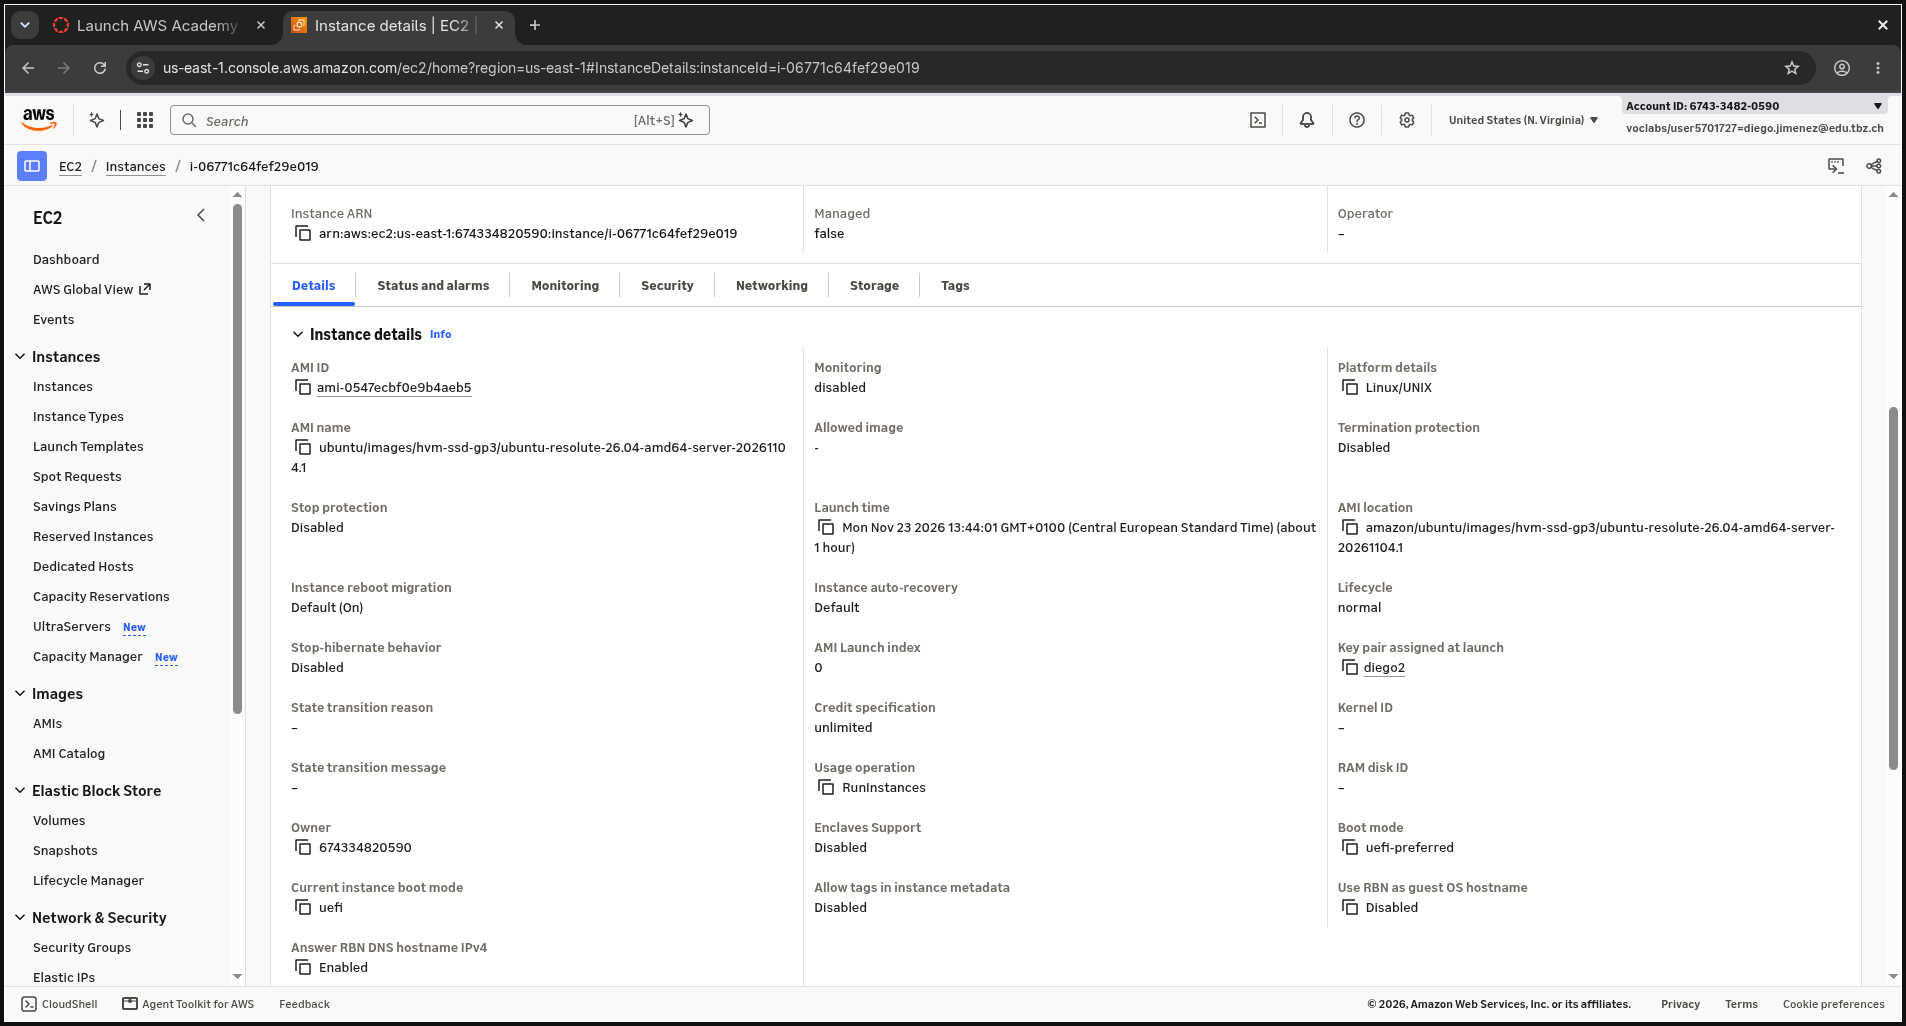 Launch AWS Academy
Instance details | EC2
us-east-1.console.aws.amazon.com/ec2/home?region=us-east-1#InstanceDetails:instanceId=i-06771c64fef29e019
aws
Search
[Alt+S]
United States (N. Virginia)
Account ID: 6743-3482-0590
voclabs/user5701727=diego.jimenez@edu.tbz.ch
EC2 / Instances / i-06771c64fef29e019
EC2
Dashboard
AWS Global View
Events
Instances
Instances
Instance Types
Launch Templates
Spot Requests
Savings Plans
Reserved Instances
Dedicated Hosts
Capacity Reservations
UltraServers New
Capacity Manager New
Images
AMIs
AMI Catalog
Elastic Block Store
Volumes
Snapshots
Lifecycle Manager
Network & Security
Security Groups
Elastic IPs
Instance ARN
arn:aws:ec2:us-east-1:674334820590:instance/i-06771c64fef29e019
Managed
false
Operator
–
Details
Status and alarms
Monitoring
Security
Networking
Storage
Tags
Instance details Info
AMI ID
ami-0547ecbf0e9b4aeb5
Monitoring
disabled
Platform details
Linux/UNIX
AMI name
ubuntu/images/hvm-ssd-gp3/ubuntu-resolute-26.04-amd64-server-2026110
4.1
Allowed image
-
Termination protection
Disabled
Stop protection
Disabled
Launch time
Mon Nov 23 2026 13:44:01 GMT+0100 (Central European Standard Time) (about
1 hour)
AMI location
amazon/ubuntu/images/hvm-ssd-gp3/ubuntu-resolute-26.04-amd64-server-
20261104.1
Instance reboot migration
Default (On)
Instance auto-recovery
Default
Lifecycle
normal
Stop-hibernate behavior
Disabled
AMI Launch index
0
Key pair assigned at launch
diego2
State transition reason
–
Credit specification
unlimited
Kernel ID
–
State transition message
–
Usage operation
RunInstances
RAM disk ID
–
Owner
674334820590
Enclaves Support
Disabled
Boot mode
uefi-preferred
Current instance boot mode
uefi
Allow tags in instance metadata
Disabled
Use RBN as guest OS hostname
Disabled
Answer RBN DNS hostname IPv4
Enabled
CloudShell
Agent Toolkit for AWS
Feedback
© 2026, Amazon Web Services, Inc. or its affiliates.
Privacy
Terms
Cookie preferences